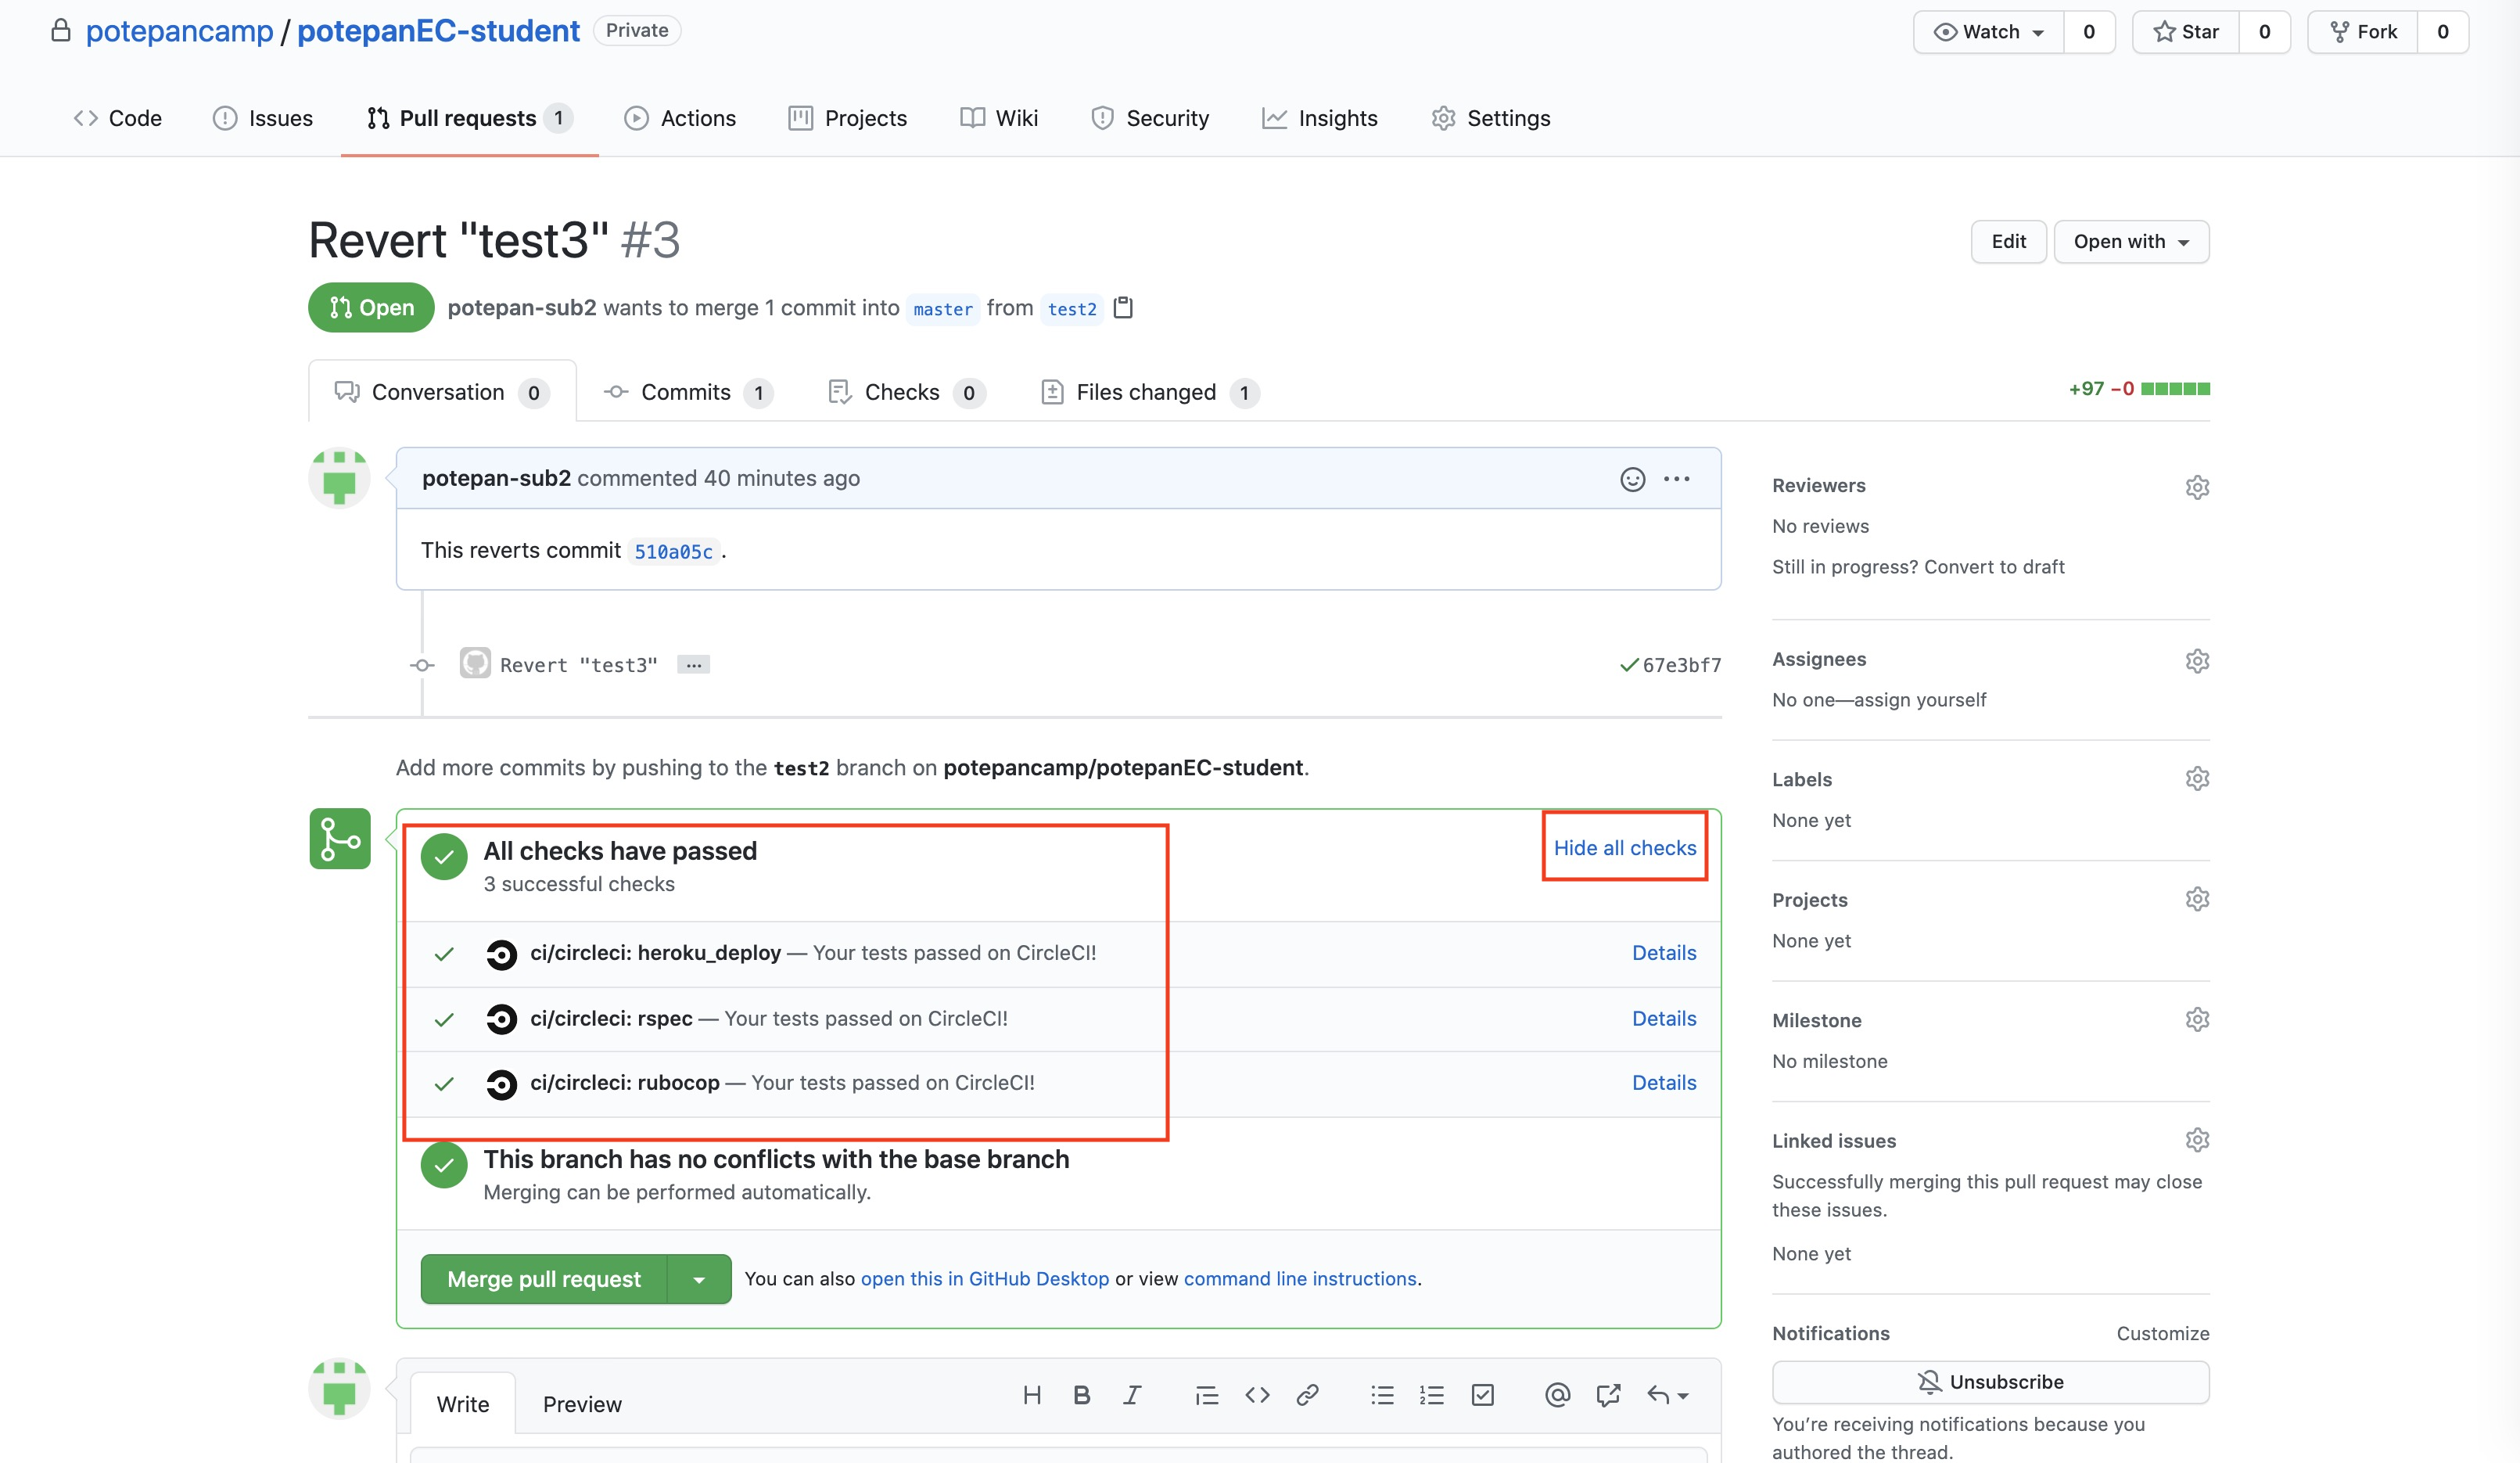 potepancamp / potepanEC-student Private
Watch 0 Star 0 Fork 0
Code Issues Pull requests 1 Actions Projects Wiki Security Insights Settings
Revert "test3" #3
Edit Open with
Open potepan-sub2 wants to merge 1 commit into master from test2
Conversation 0 Commits 1 Checks 0 Files changed 1
+97 −0
potepan-sub2 commented 40 minutes ago
This reverts commit 510a05c .
Revert "test3" ... 67e3bf7
Add more commits by pushing to the test2 branch on potepancamp/potepanEC-student.
All checks have passed
3 successful checks
Hide all checks
ci/circleci: heroku_deploy — Your tests passed on CircleCI! Details
ci/circleci: rspec — Your tests passed on CircleCI! Details
ci/circleci: rubocop — Your tests passed on CircleCI! Details
This branch has no conflicts with the base branch
Merging can be performed automatically.
Merge pull request You can also open this in GitHub Desktop or view command line instructions.
Write Preview
Reviewers
No reviews
Still in progress? Convert to draft
Assignees
No one—assign yourself
Labels
None yet
Projects
None yet
Milestone
No milestone
Linked issues
Successfully merging this pull request may close
these issues.
None yet
Notifications Customize
Unsubscribe
You're receiving notifications because you
authored the thread.